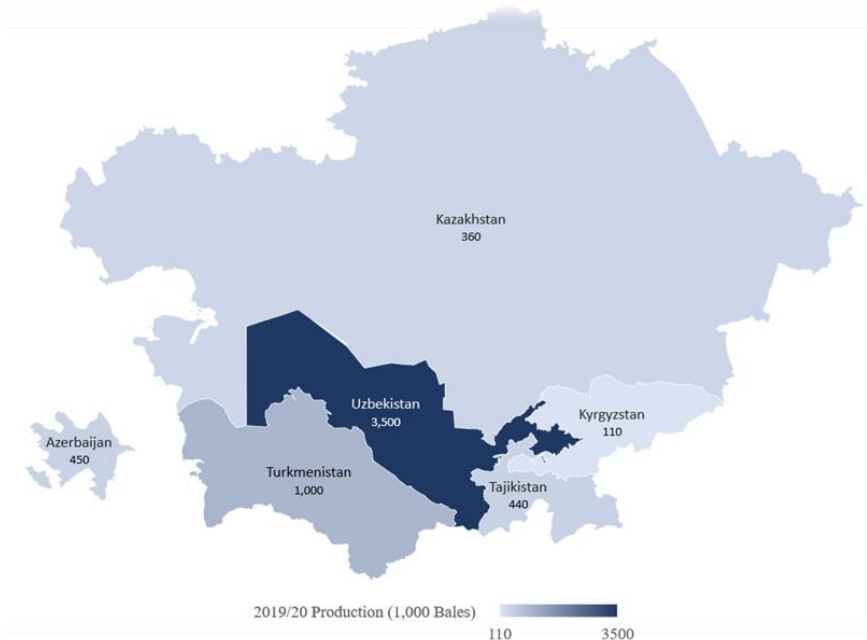 Kazakhstan
360
Uzbekistan
3,500
Kyrgyzstan
110
Azerbaijan
450
Turkmenistan
1,000
Tajikistan
440
2019/20 Production (1,000 Bales)
110
3500